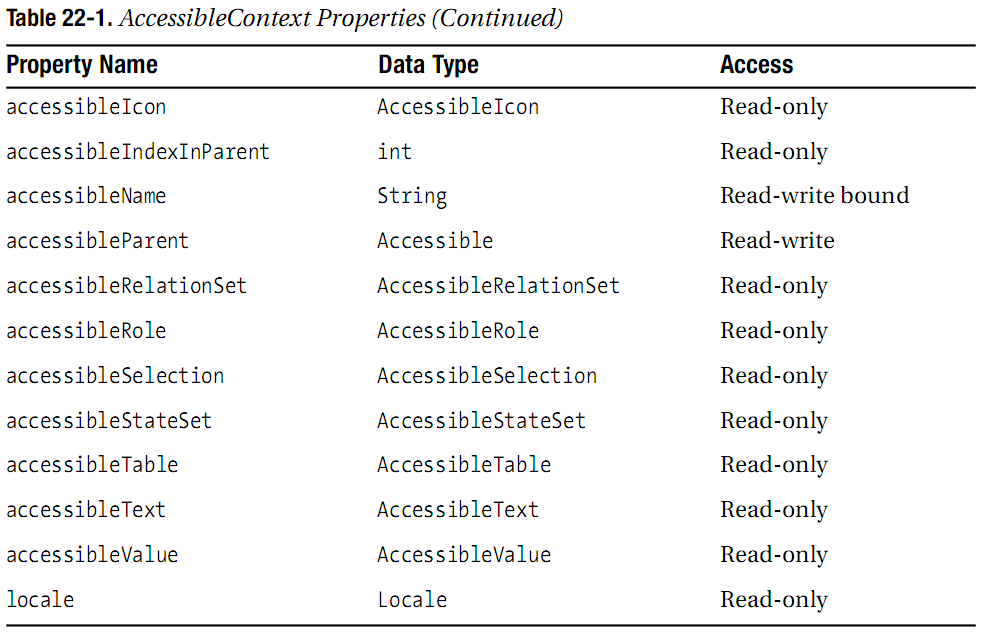 Table 22-1. AccessibleContext Properties (Continued)
Property Name Data Type Access
accessibleIcon AccessibleIcon Read-only
accessibleIndexInParent int Read-only
accessibleName String Read-write bound
accessibleParent Accessible Read-write
accessibleRelationSet AccessibleRelationSet Read-only
accessibleRole AccessibleRole Read-only
accessibleSelection AccessibleSelection Read-only
accessibleStateSet AccessibleStateSet Read-only
accessibleTable AccessibleTable Read-only
accessibleText AccessibleText Read-only
accessibleValue AccessibleValue Read-only
locale Locale Read-only